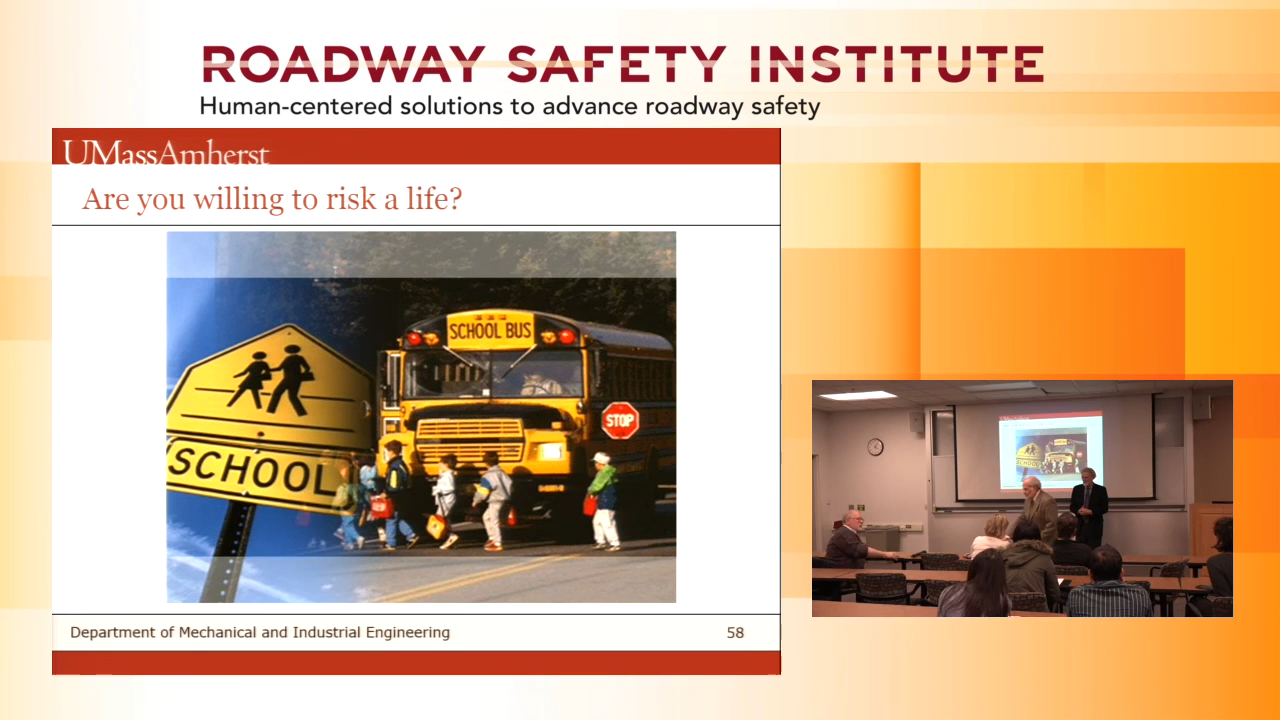 ROADWAY SAFETY INSTITUTE
Human-centered solutions to advance roadway safety
UMassAmherst
Are you willing to risk a life?
SCHOOL BUS
STOP
SCHOOL
Department of Mechanical and Industrial Engineering
58
SCHOOL